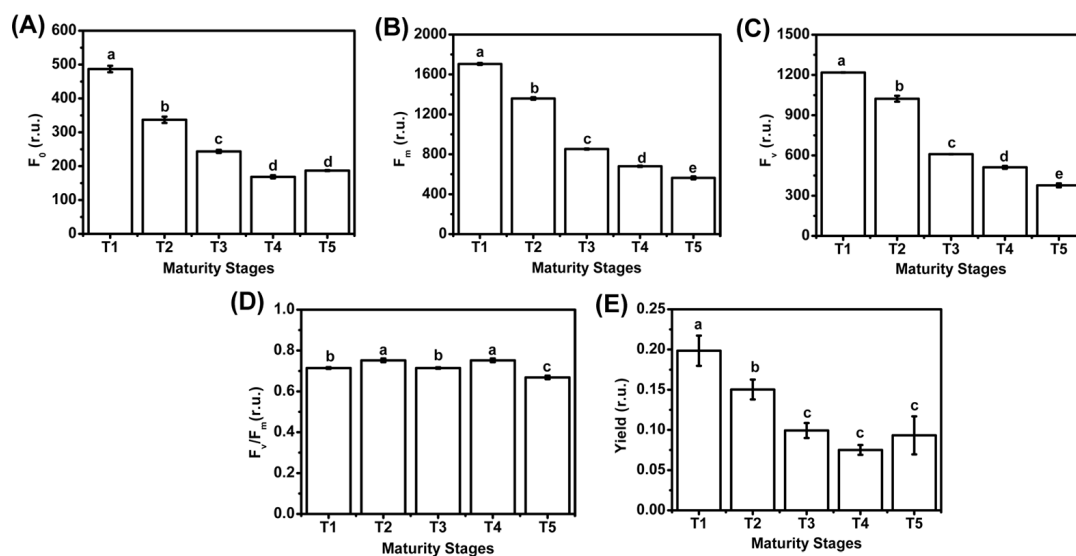 (A)
600
500
400
300
200
100
0
F0 (r.u.)
a
b
c
d
d
T1 T2 T3 T4 T5
Maturity Stages
(B)
2000
1600
1200
800
400
0
Fm (r.u.)
a
b
c
d
e
T1 T2 T3 T4 T5
Maturity Stages
(C)
1500
1200
900
600
300
0
Fv (r.u.)
a
b
c
d
e
T1 T2 T3 T4 T5
Maturity Stages
(D)
1.0
0.8
0.6
0.4
0.2
0.0
Fv/Fm(r.u.)
b
a
b
a
c
T1 T2 T3 T4 T5
Maturity Stages
(E)
0.25
0.20
0.15
0.10
0.05
0.00
Yield (r.u.)
a
b
c
c
c
T1 T2 T3 T4 T5
Maturity Stages